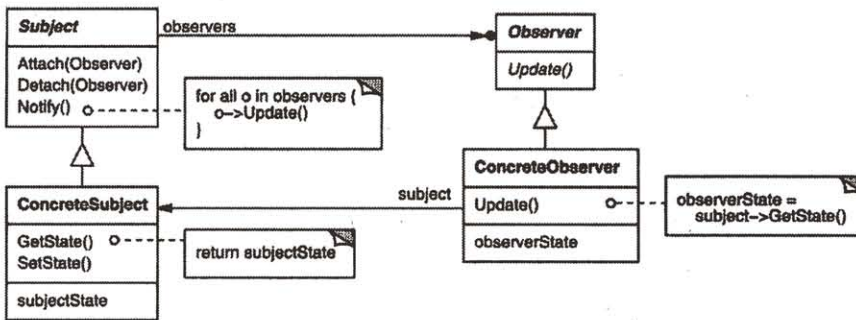 Subject
observers
Observer
Attach(Observer)
Detach(Observer)
Notify()
for all o in observers {
o->Update()
}
Update()
ConcreteSubject
GetState()
SetState()
subjectState
return subjectState
subject
ConcreteObserver
Update()
observerState
observerState =
subject->GetState()